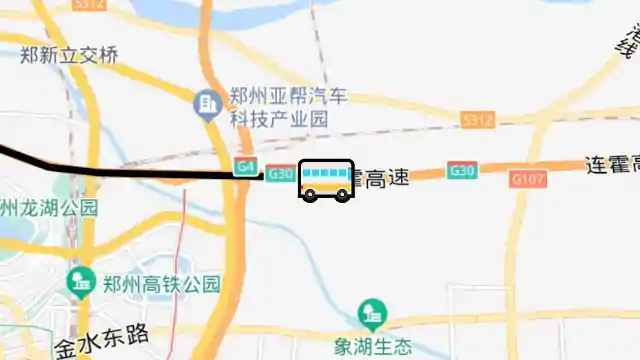 S312
郑新立交桥
港
线
郑州亚帮汽车
科技产业园
S312
G4
G30
霍高速
G30
G107
连霍高
州龙湖公园
郑州高铁公园
金水东路
象湖生态